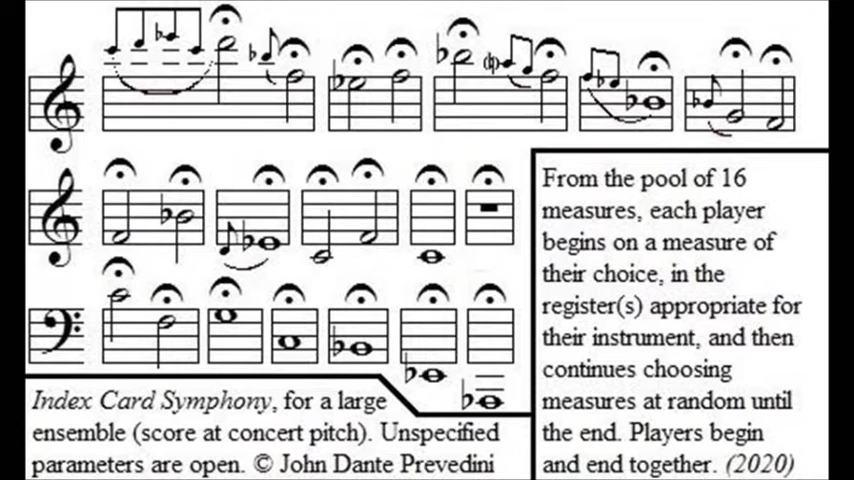 From the pool of 16
measures, each player
begins on a measure of
their choice, in the
register(s) appropriate for
their instrument, and then
continues choosing
measures at random until
the end. Players begin
and end together. (2020)
Index Card Symphony, for a large
ensemble (score at concert pitch). Unspecified
parameters are open. © John Dante Prevedini